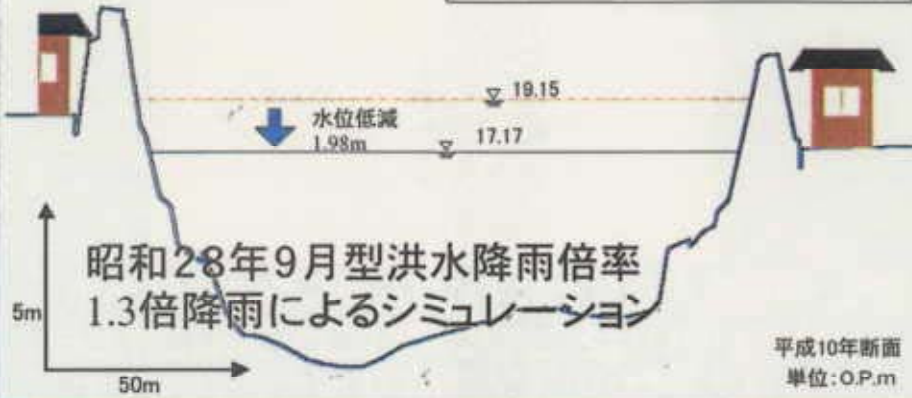 19.15
水位低減
1.98m
17.17
昭和28年9月型洪水降雨倍率
1.3倍降雨によるシミュレーション
5m
50m
平成10年断面
単位:O.P.m